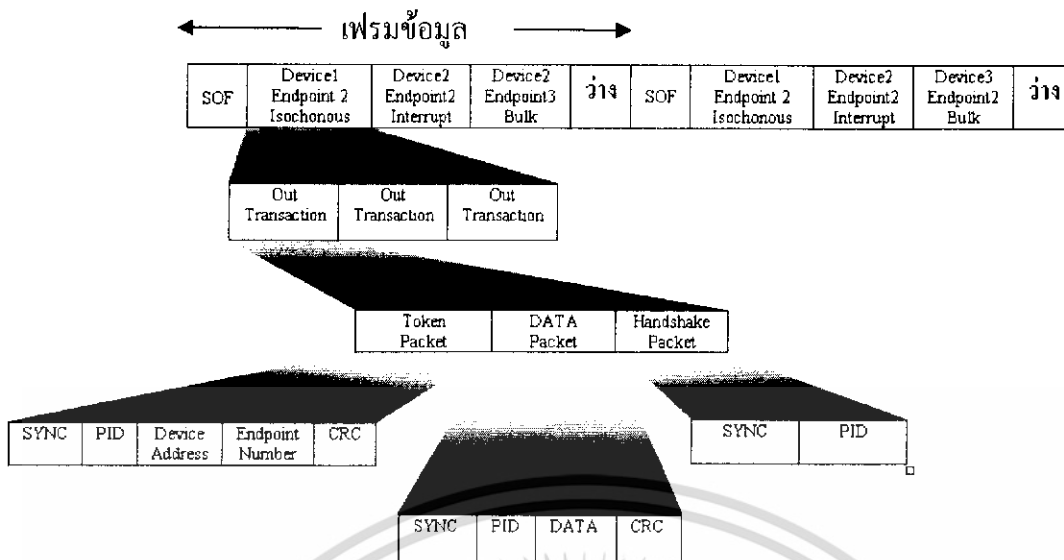 เฟรมข้อมูล
SOF Device1 Endpoint 2 Isochonous Device2 Endpoint2 Interrupt Device2 Endpoint3 Bulk ว่าง SOF Device1 Endpoint 2 Isochonous Device2 Endpoint2 Interrupt Device3 Endpoint2 Bulk ว่าง
Out Transaction Out Transaction Out Transaction
Token Packet DATA Packet Handshake Packet
SYNC PID Device Address Endpoint Number CRC
SYNC PID
SYNC PID DATA CRC